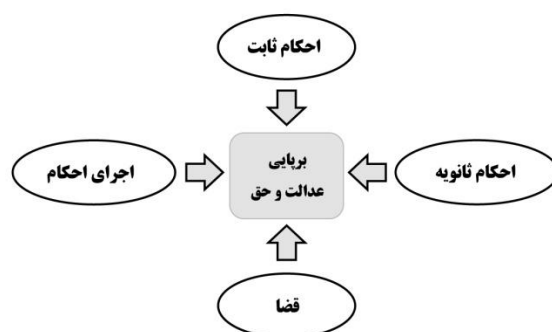 احکام ثابت
احکام ثانویه
برپایی
عدالت و حق
اجرای احکام
قضا